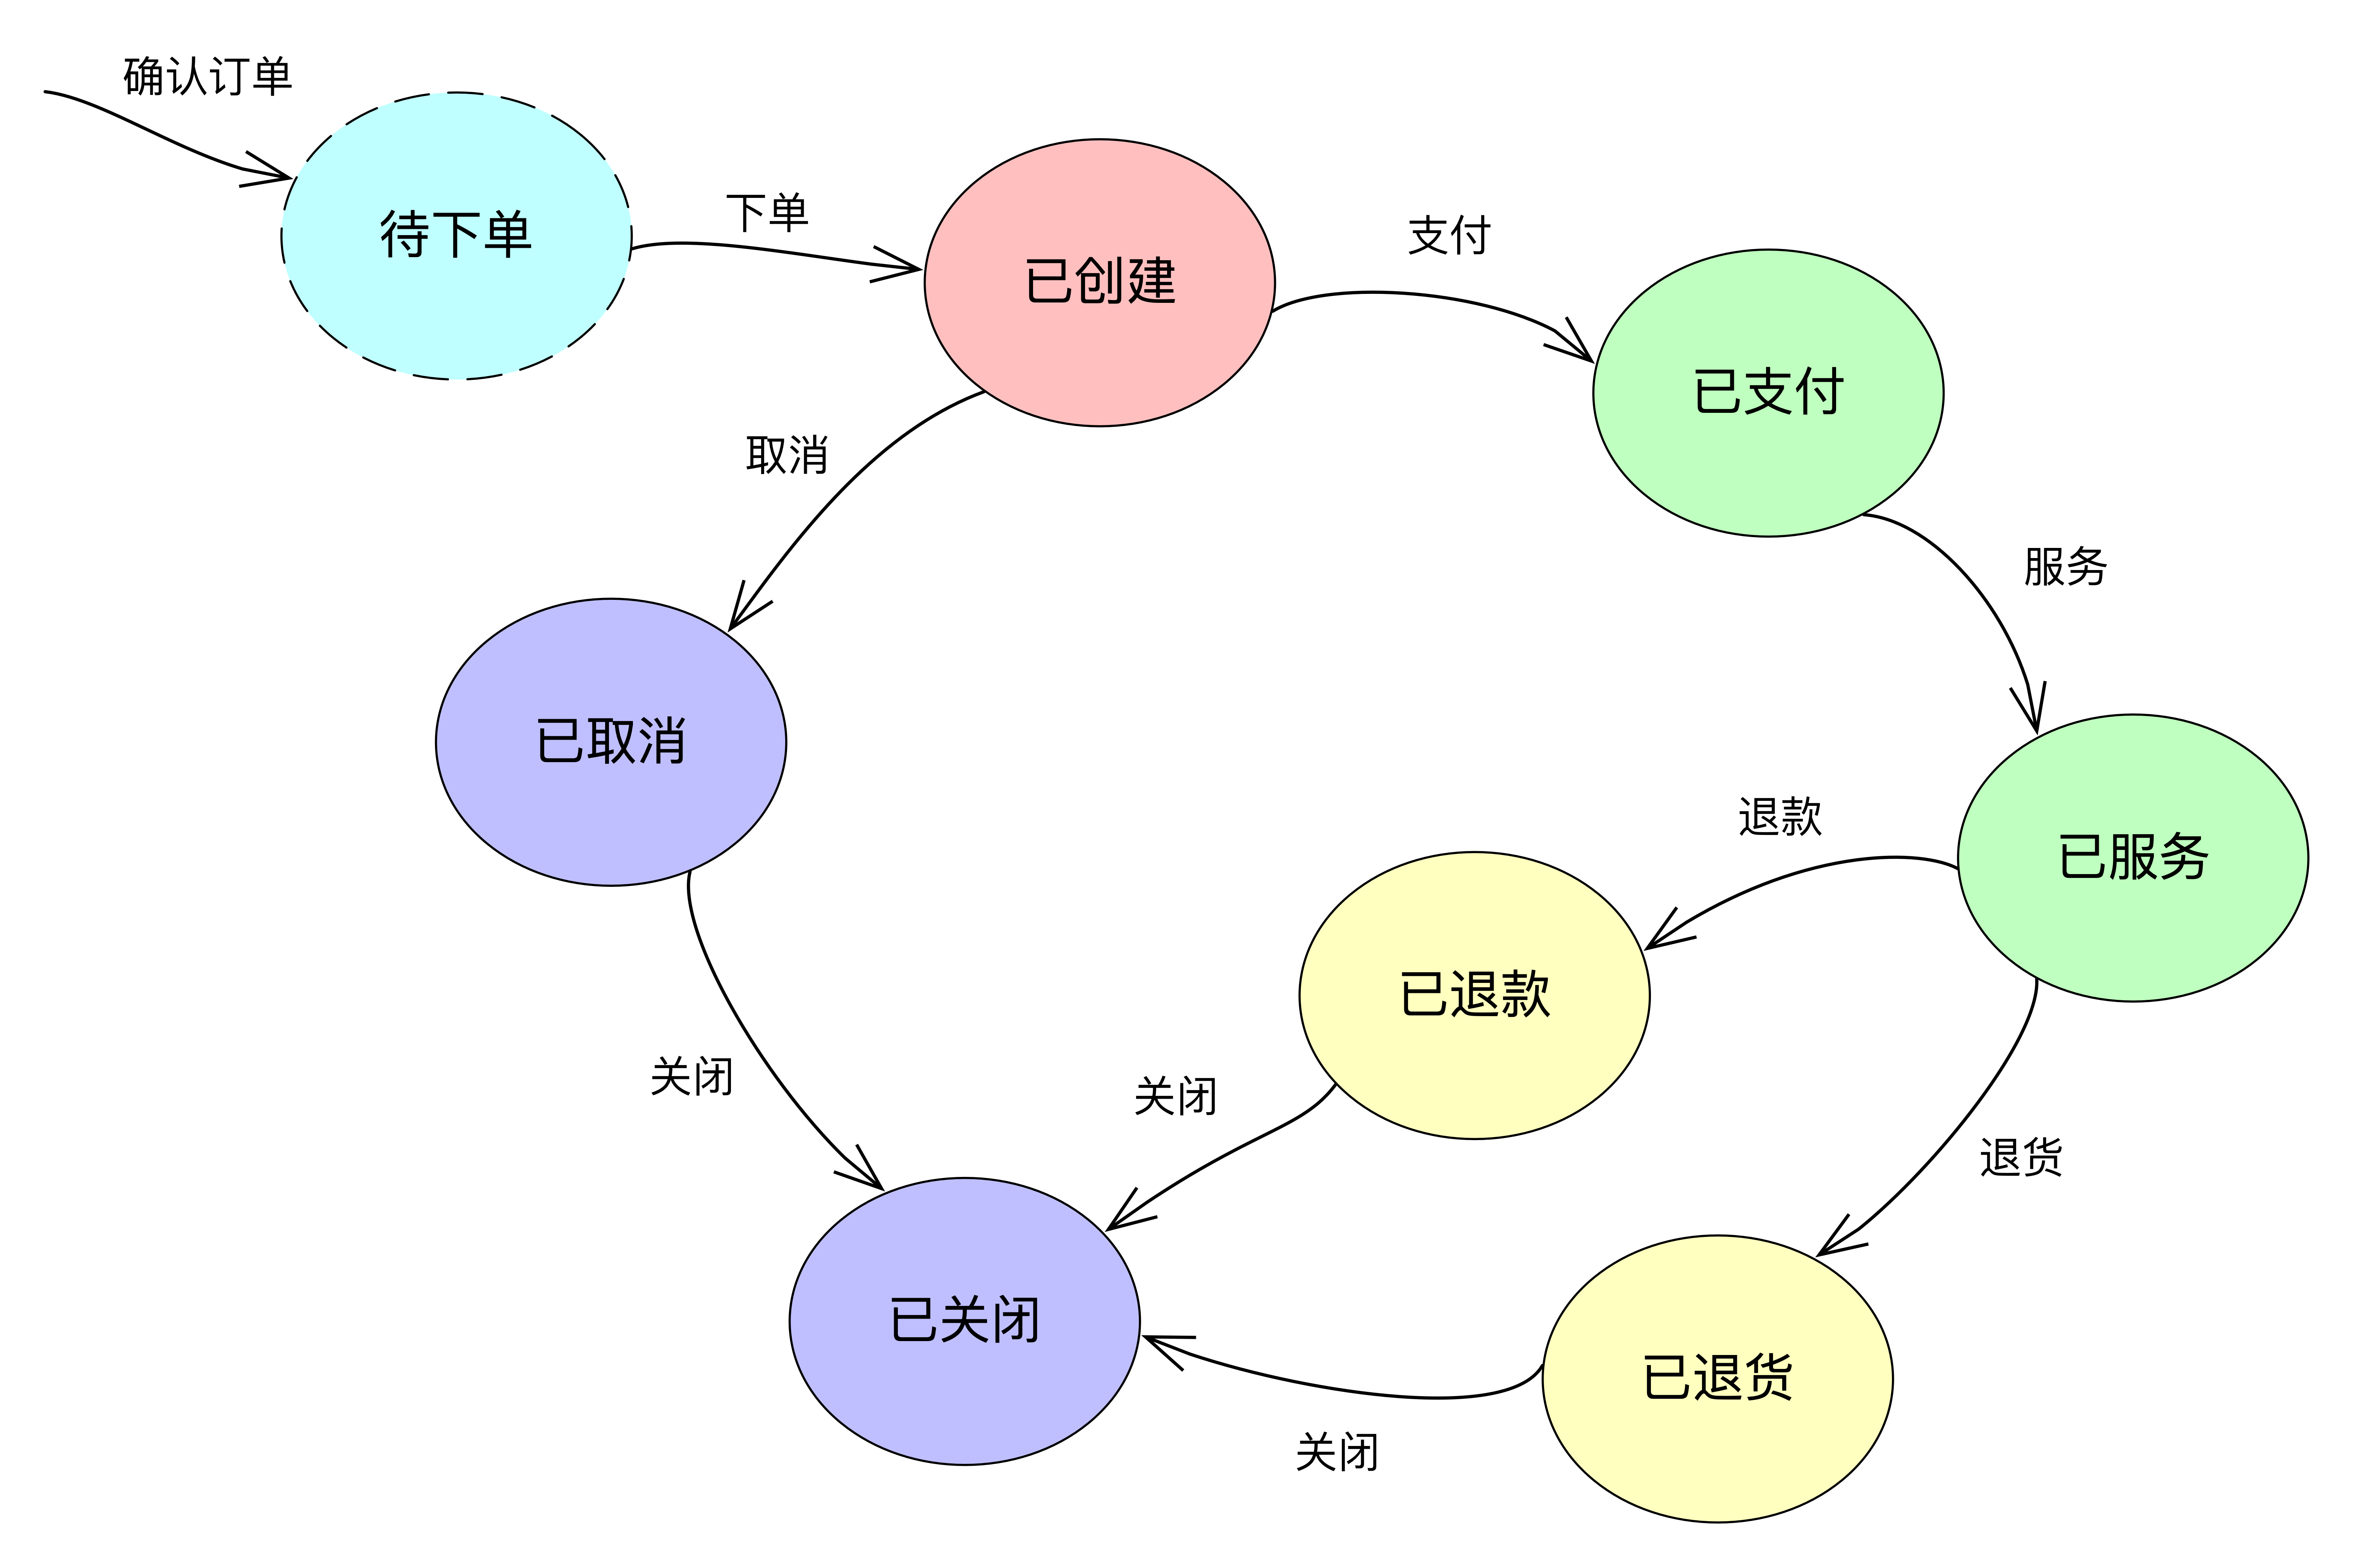 确认订单
待下单
下单
已创建
支付
已支付
取消
服务
已取消
退款
已服务
已退款
关闭
关闭
退货
已关闭
已退货
关闭